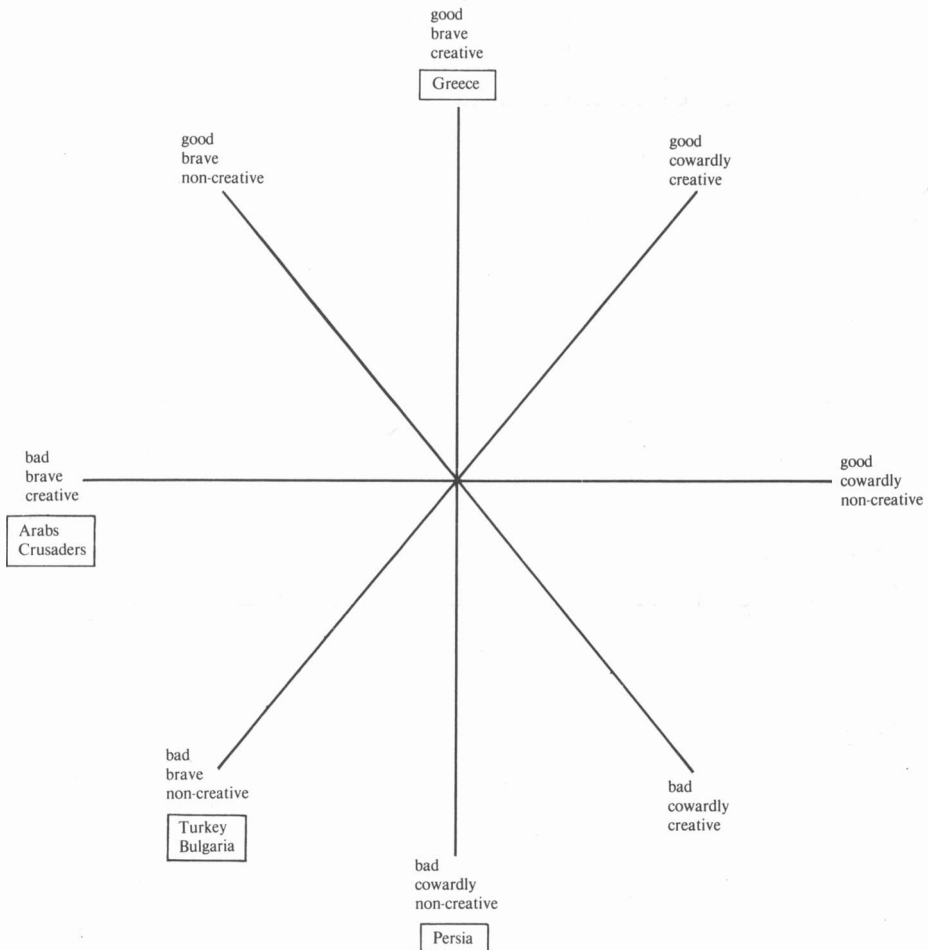 good
brave
creative
Greece
good
brave
non-creative
good
cowardly
creative
bad
brave
creative
Arabs
Crusaders
good
cowardly
non-creative
bad
brave
non-creative
Turkey
Bulgaria
bad
cowardly
creative
bad
cowardly
non-creative
Persia